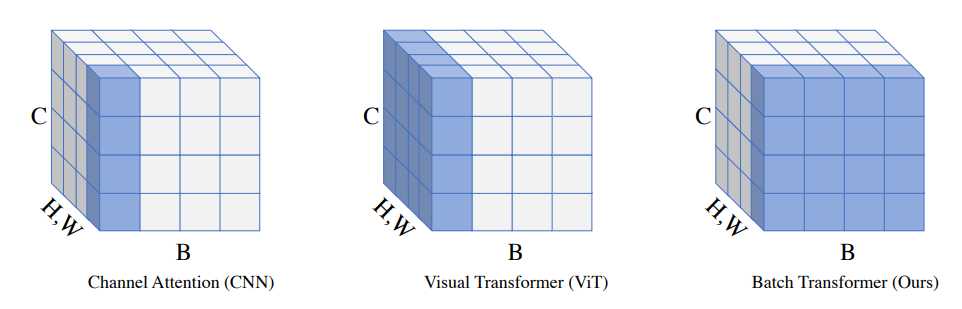 C
H,W
B
Channel Attention (CNN)
C
H,W
B
Visual Transformer (ViT)
C
H,W
B
Batch Transformer (Ours)